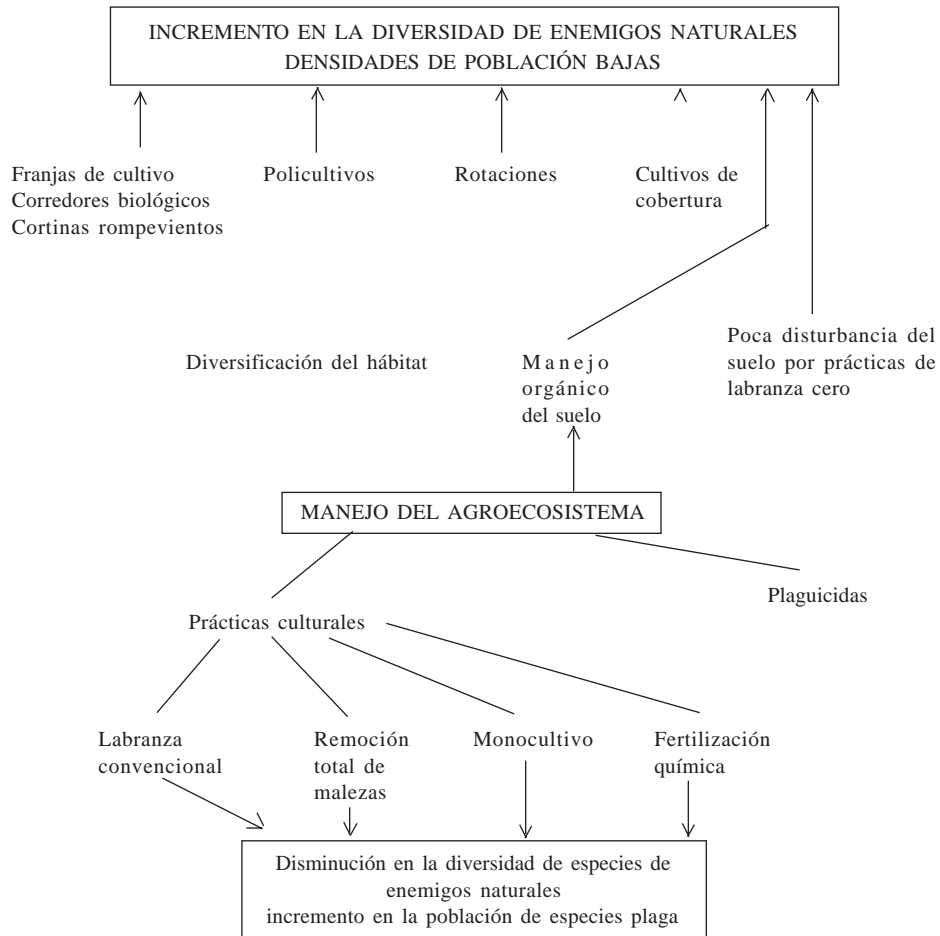 INCREMENTO EN LA DIVERSIDAD DE ENEMIGOS NATURALES
DENSIDADES DE POBLACIÓN BAJAS
Franjas de cultivo
Corredores biológicos
Cortinas rompevientos
Policultivos
Rotaciones
Cultivos de
cobertura
Diversificación del hábitat
Manejo
orgánico
del suelo
Poca disturbancia del
suelo por prácticas de
labranza cero
MANEJO DEL AGROECOSISTEMA
Plaguicidas
Prácticas culturales
Labranza
convencional
Remoción
total de
malezas
Monocultivo
Fertilización
química
Disminución en la diversidad de especies de
enemigos naturales
incremento en la población de especies plaga